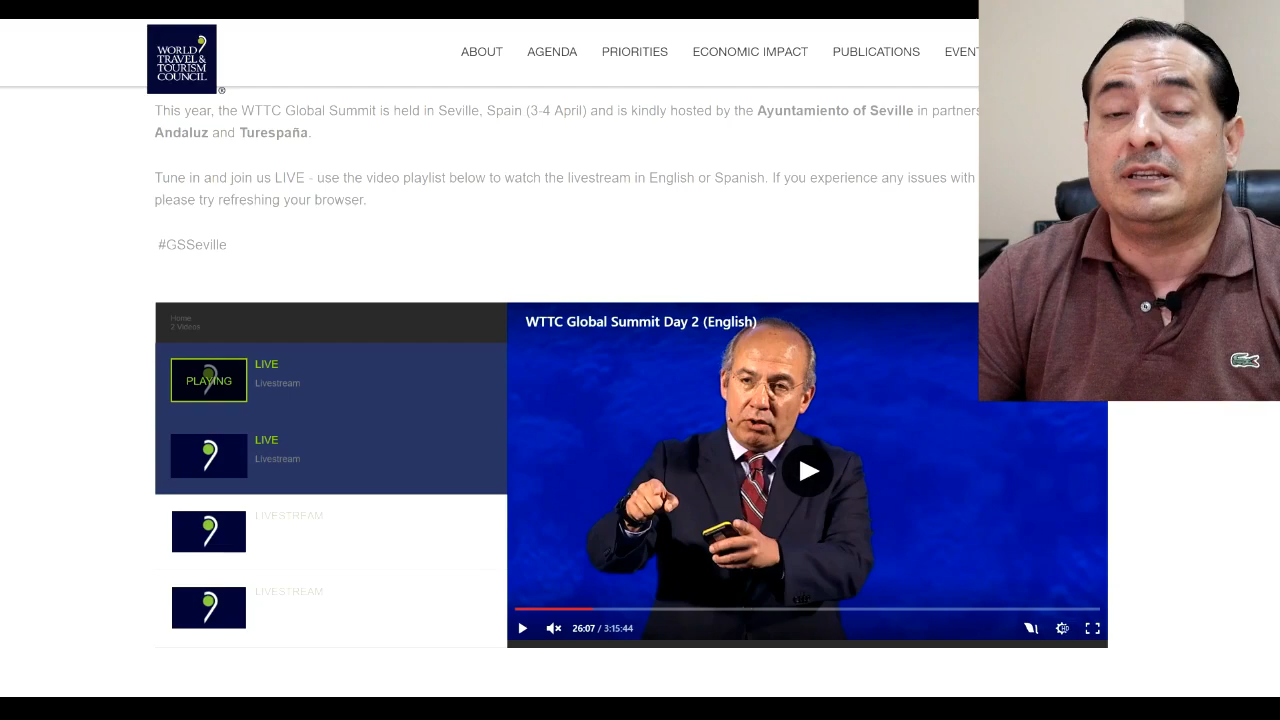 WORLD
TRAVEL &
TOURISM
COUNCIL
®
ABOUT AGENDA PRIORITIES ECONOMIC IMPACT PUBLICATIONS
This year, the WTTC Global Summit is held in Seville, Spain (3-4 April) and is kindly hosted by the Ayuntamiento of Seville in
Andaluz and Turespaña.
Tune in and join us LIVE - use the video playlist below to watch the livestream in English or Spanish. If you experience any issues with
please try refreshing your browser.
#GSSeville
Home
2 Videos
PLAYING
LIVE
Livestream
LIVE
Livestream
LIVESTREAM
LIVESTREAM
WTTC Global Summit Day 2 (English)
26:07 / 3:15:44
HD